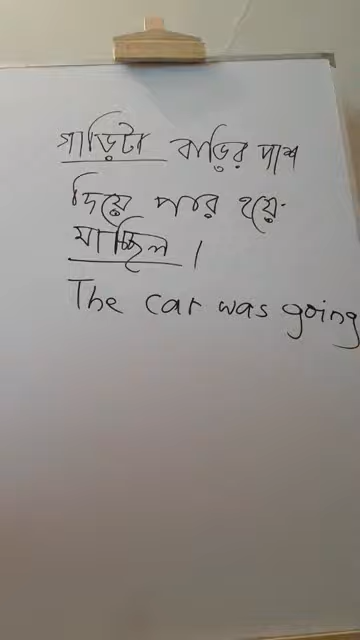 গাড়িটা বাড়ির পাশ
দিয়ে পার হয়ে
যাচ্ছিল ।
The car was going